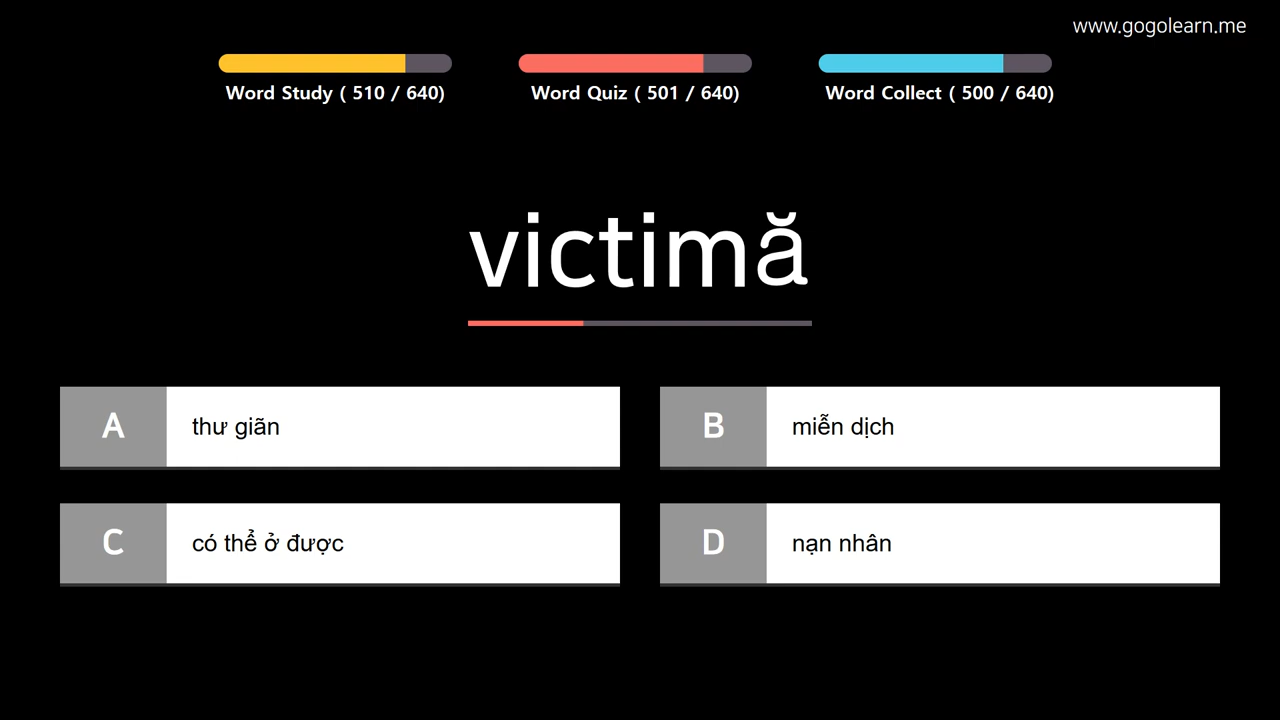 www.gogolearn.me
Word Study ( 510 / 640)
Word Quiz ( 501 / 640)
Word Collect ( 500 / 640)
victimă
A thư giãn
B miễn dịch
C có thể ở được
D nạn nhân